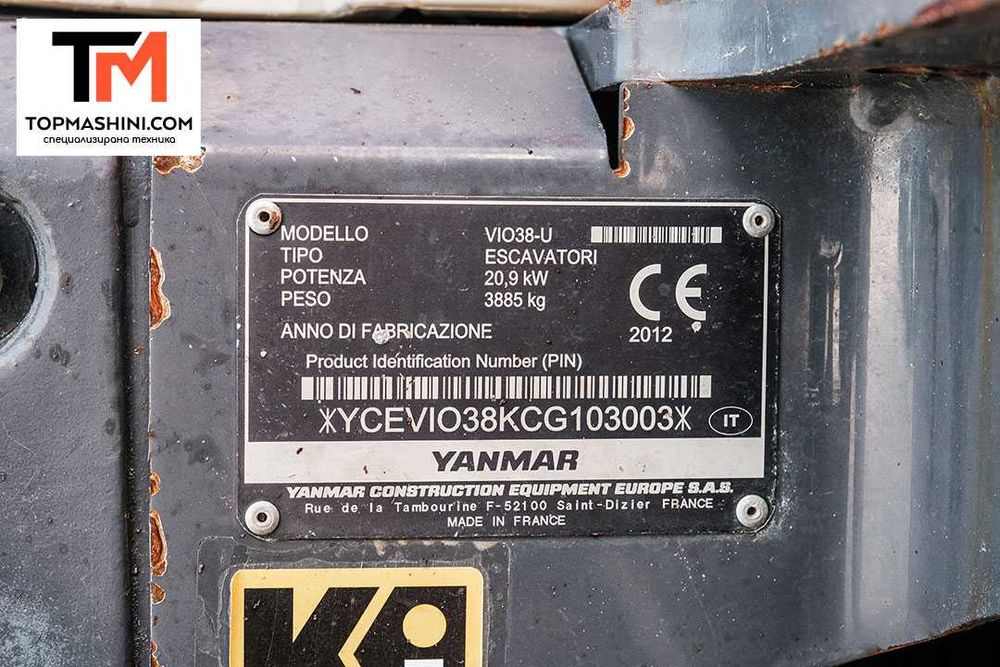 TM
TOPMASHINI.COM
специализирана техника
MODELLO VIO38-U
TIPO ESCAVATORI
POTENZA 20,9 kW
PESO 3885 kg
CE
ANNO DI FABRICAZIONE 2012
Product Identification Number (PIN)
*YCEVIO38KCG103003* IT
YANMAR
YANMAR CONSTRUCTION EQUIPMENT EUROPE S.A.S.
Rue de la Tambourine F-52100 Saint-Dizier FRANCE
MADE IN FRANCE